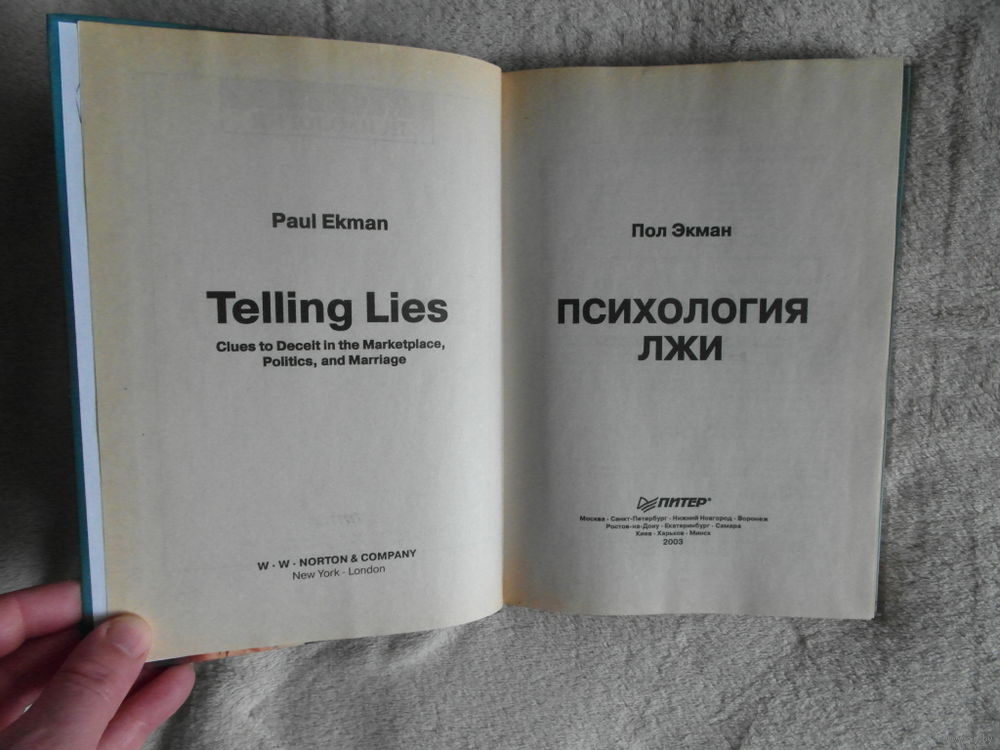 Paul Ekman
Telling Lies
Clues to Deceit in the Marketplace,
Politics, and Marriage
W · W · NORTON & COMPANY
New York · London
Пол Экман
ПСИХОЛОГИЯ
ЛЖИ
ПИТЕР®
Москва · Санкт-Петербург · Нижний Новгород · Воронеж
Ростов-на-Дону · Екатеринбург · Самара
Киев · Харьков · Минск
2003